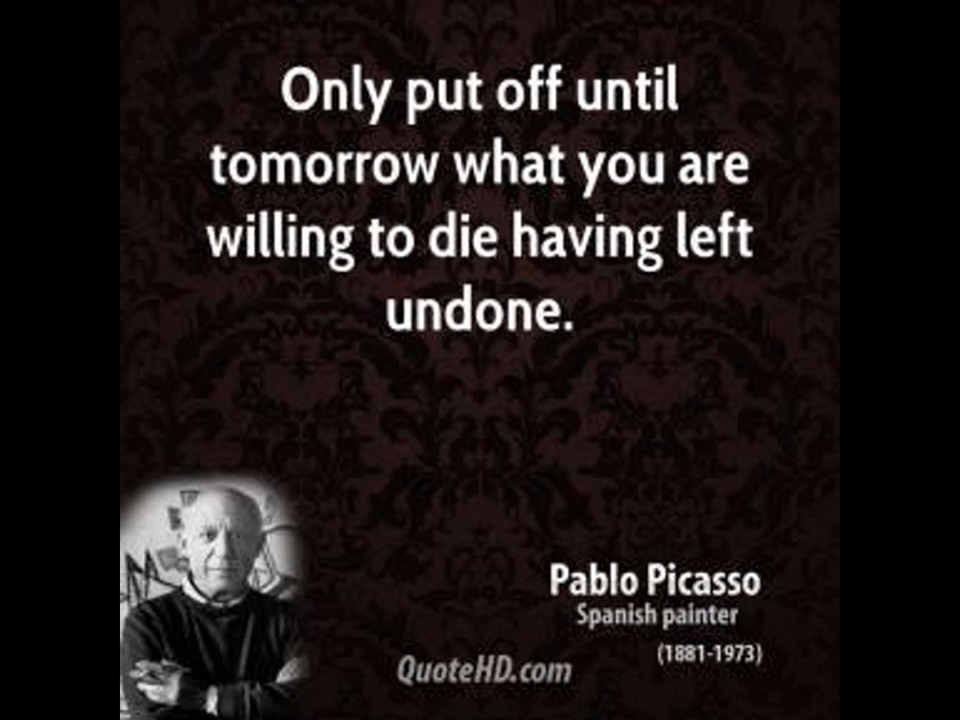 Only put off until
tomorrow what you are
willing to die having left
undone.
Pablo Picasso
Spanish painter
(1881-1973)
QuoteHD.com